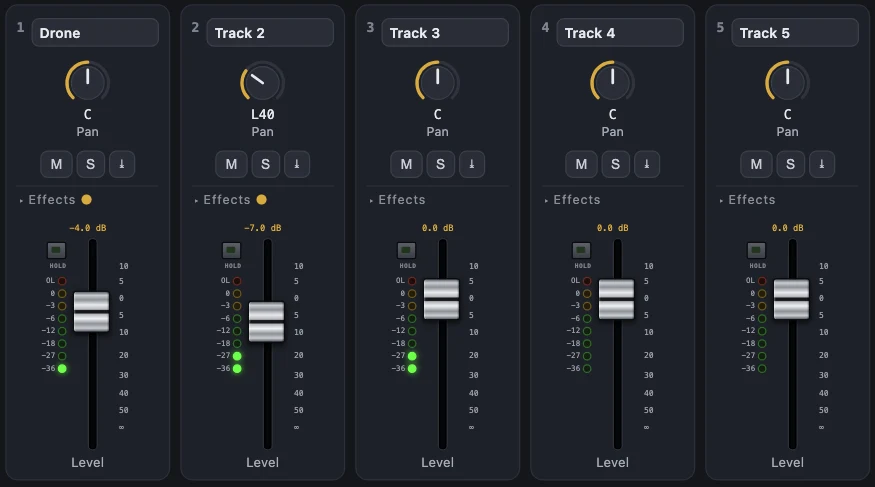 1 Drone
C
Pan
M S ⤓
▸ Effects
-4.0 dB
HOLD
OL
0
-3
-6
-12
-18
-27
-36
10
5
0
5
10
20
30
40
50
∞
Level
2 Track 2
L40
Pan
M S ⤓
▸ Effects
-7.0 dB
HOLD
OL
0
-3
-6
-12
-18
-27
-36
10
5
0
5
10
20
30
40
50
∞
Level
3 Track 3
C
Pan
M S ⤓
▸ Effects
0.0 dB
HOLD
OL
0
-3
-6
-12
-18
-27
-36
10
5
0
5
10
20
30
40
50
∞
Level
4 Track 4
C
Pan
M S ⤓
▸ Effects
0.0 dB
HOLD
OL
0
-3
-6
-12
-18
-27
-36
10
5
0
5
10
20
30
40
50
∞
Level
5 Track 5
C
Pan
M S ⤓
▸ Effects
0.0 dB
HOLD
OL
0
-3
-6
-12
-18
-27
-36
10
5
0
5
10
20
30
40
50
∞
Level